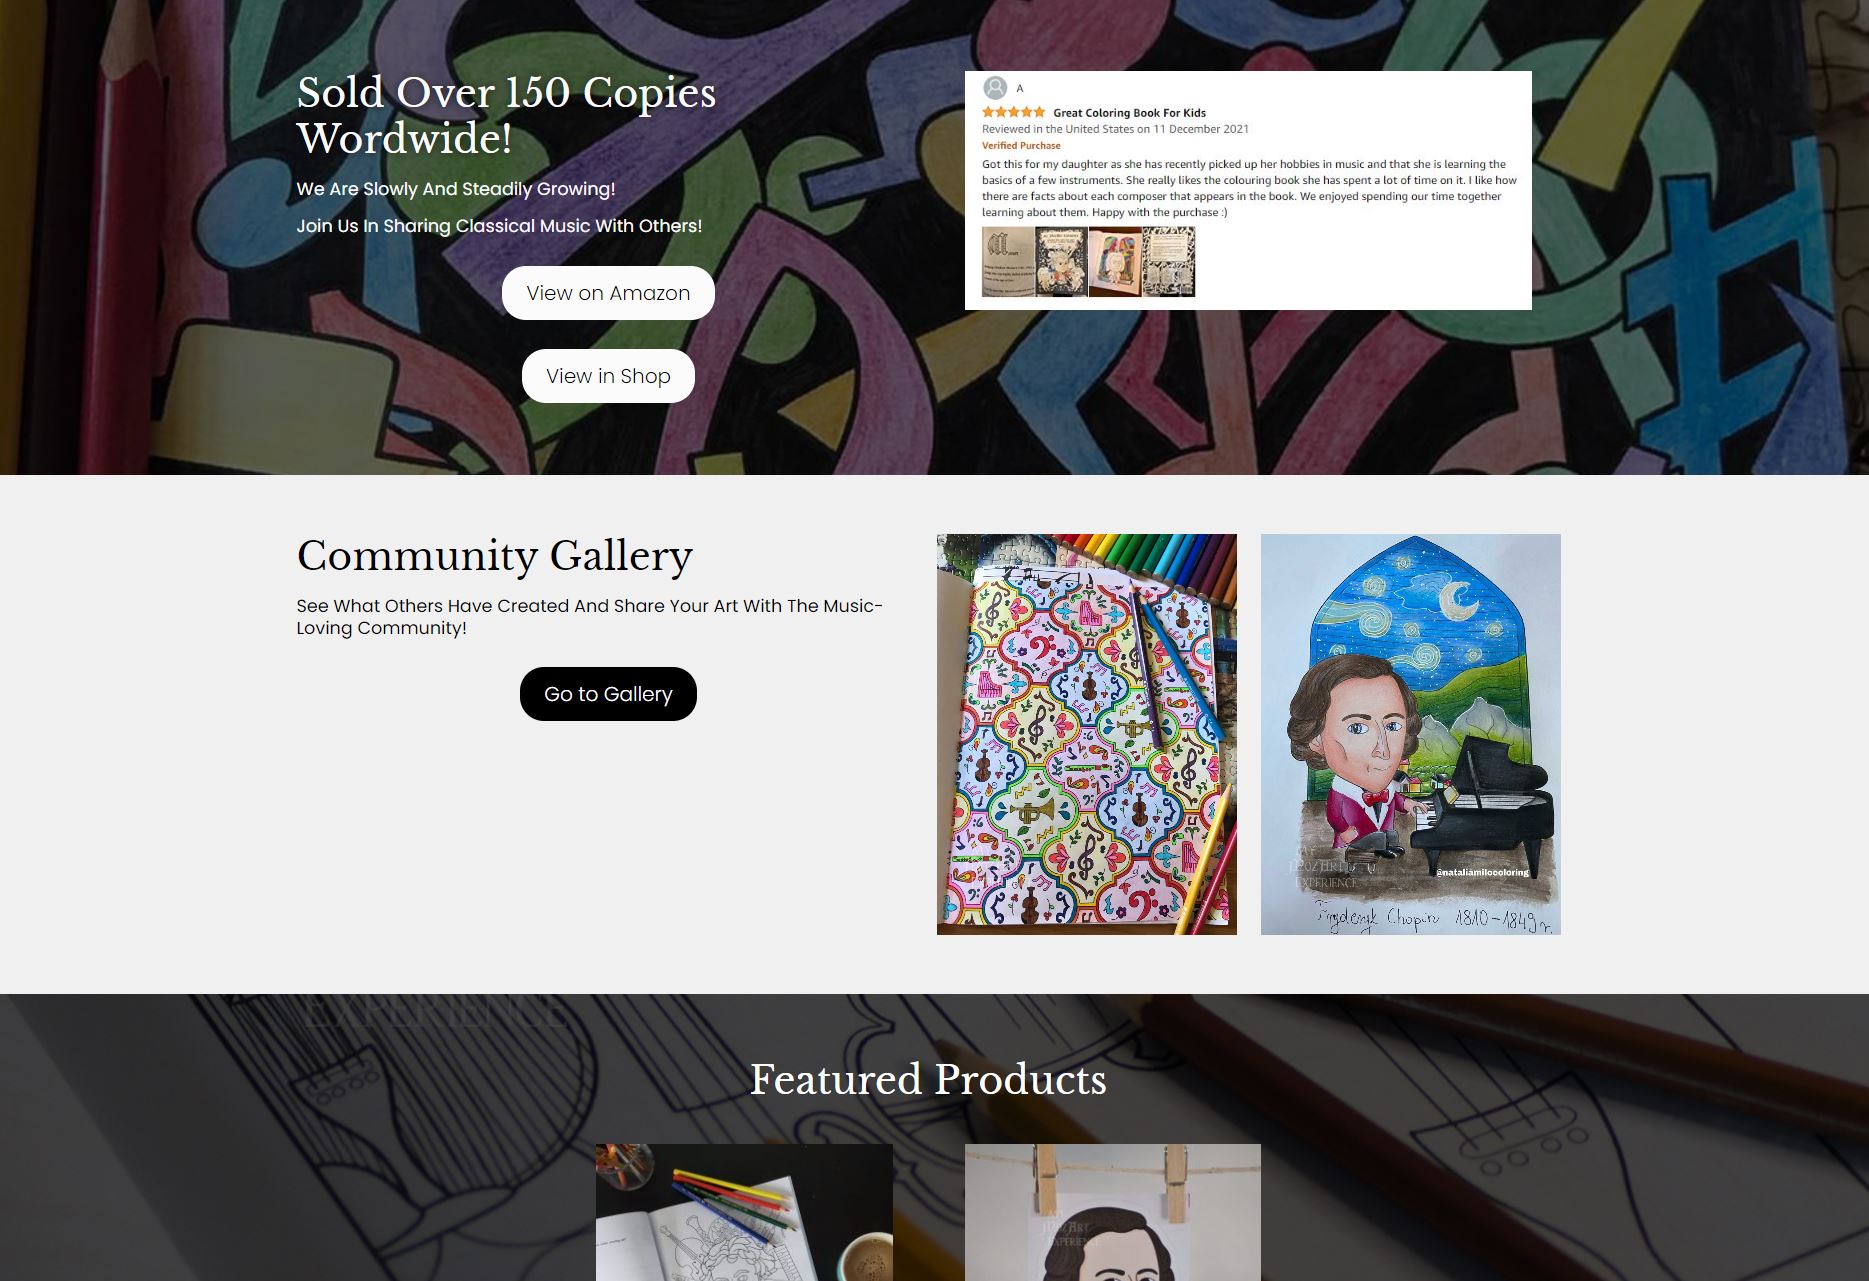 Sold Over 150 Copies
Wordwide!
We Are Slowly And Steadily Growing!
Join Us In Sharing Classical Music With Others!
View on Amazon
View in Shop
A
Great Coloring Book For Kids
Reviewed in the United States on 11 December 2021
Verified Purchase
Got this for my daughter as she has recently picked up her hobbies in music and that she is learning the
basics of a few instruments. She really likes the colouring book she has spent a lot of time on it. I like how
there are facts about each composer that appears in the book. We enjoyed spending our time together
learning about them. Happy with the purchase :)
Community Gallery
See What Others Have Created And Share Your Art With The Music-
Loving Community!
Go to Gallery
@nataliamilocoloring
EXPERIENCE
Chopin 1810-1849r.
EXPERIENCE
Featured Products
EXPERIENCE